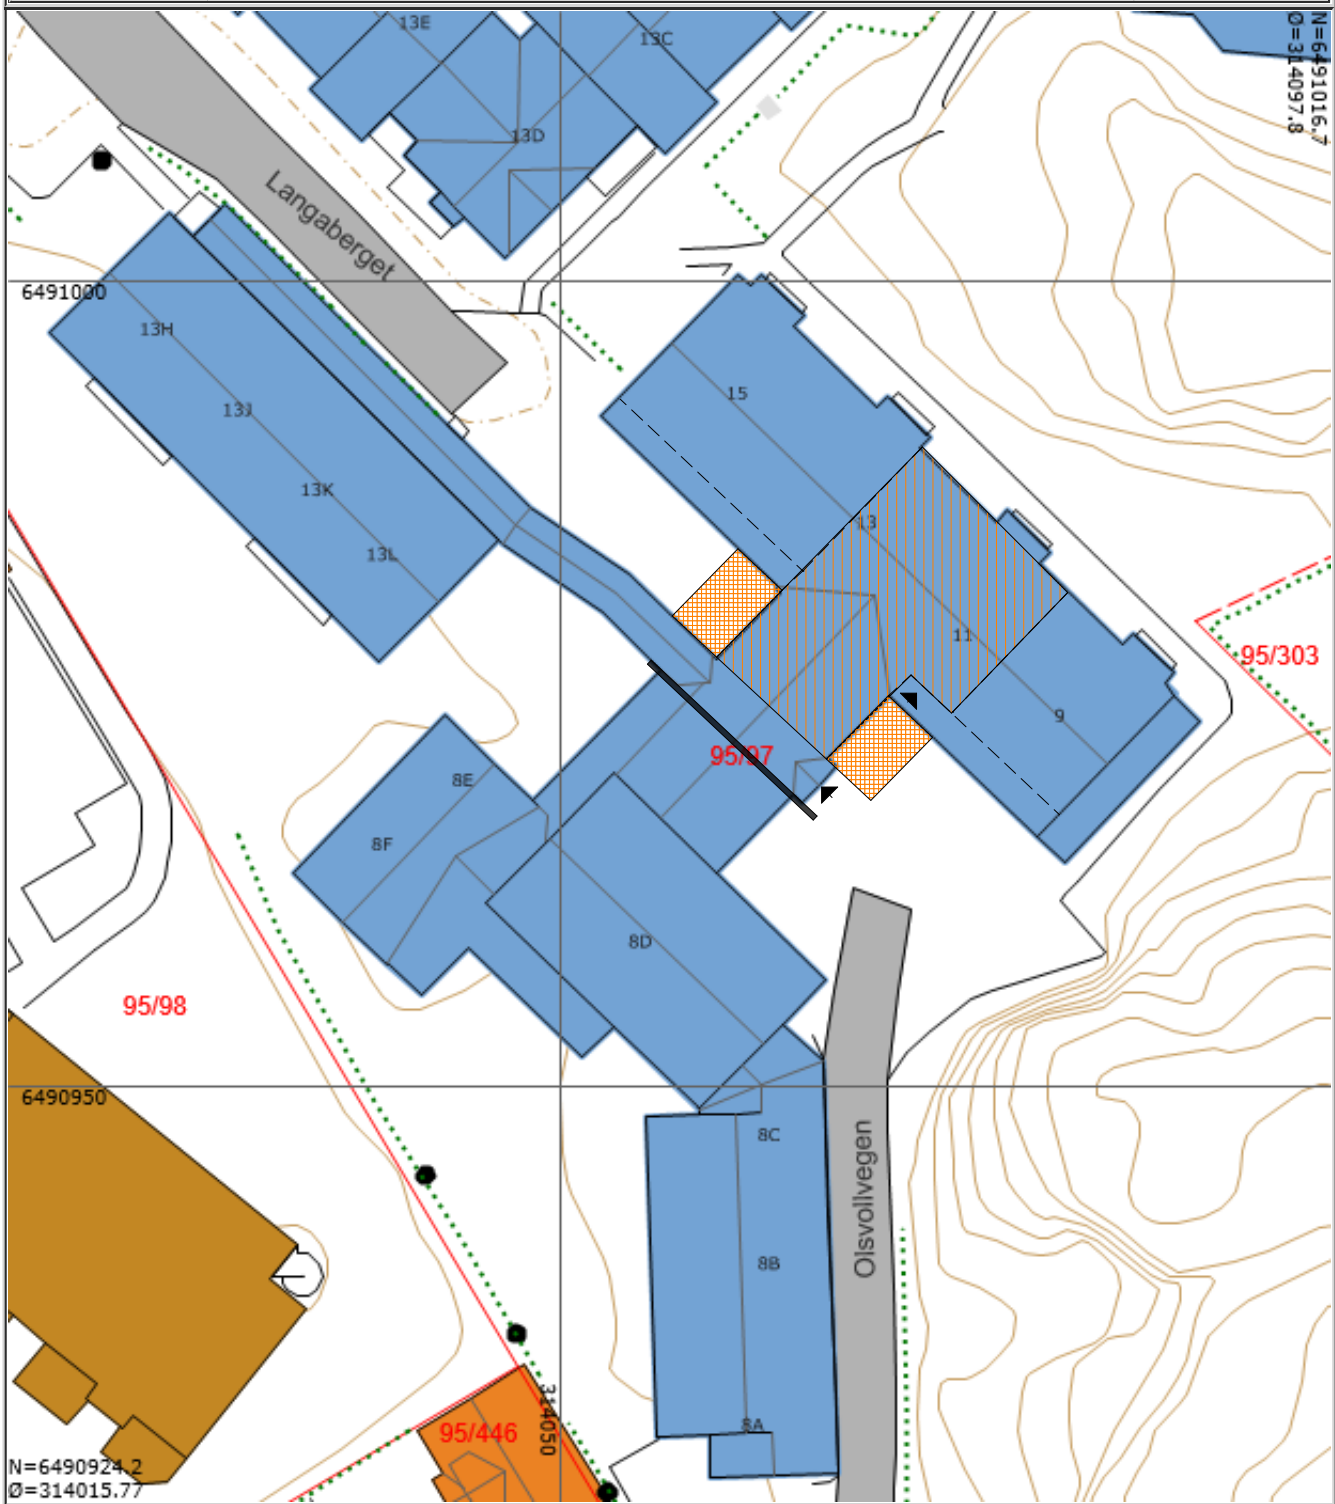 13E
13C
N=6491016.7
Ø=314097.8
13D
Langaberget
6491000
13H
15
13J
13K
13
13L
11
95/303
9
95/97
8E
8F
8D
95/98
6490950
8C
Olsvollvegen
8B
314050
8A
95/446
N=6490924.2
Ø=314015.77